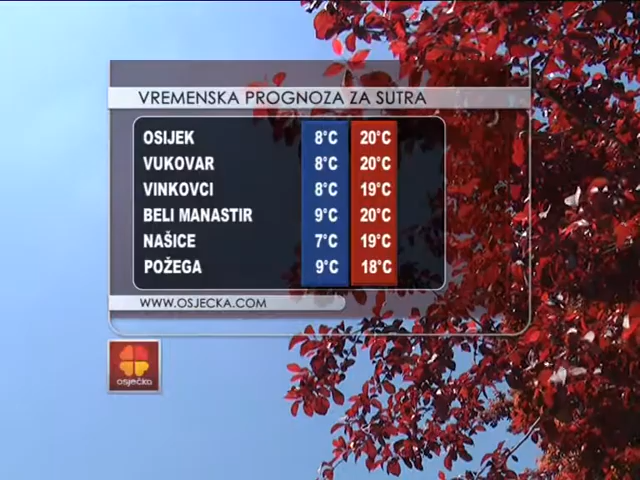 VREMENSKA PROGNOZA ZA SUTRA
OSIJEK 8°C 20°C
VUKOVAR 8°C 20°C
VINKOVCI 8°C 19°C
BELI MANASTIR 9°C 20°C
NAŠICE 7°C 19°C
POŽEGA 9°C 18°C
WWW.OSJECKA.COM
osječka